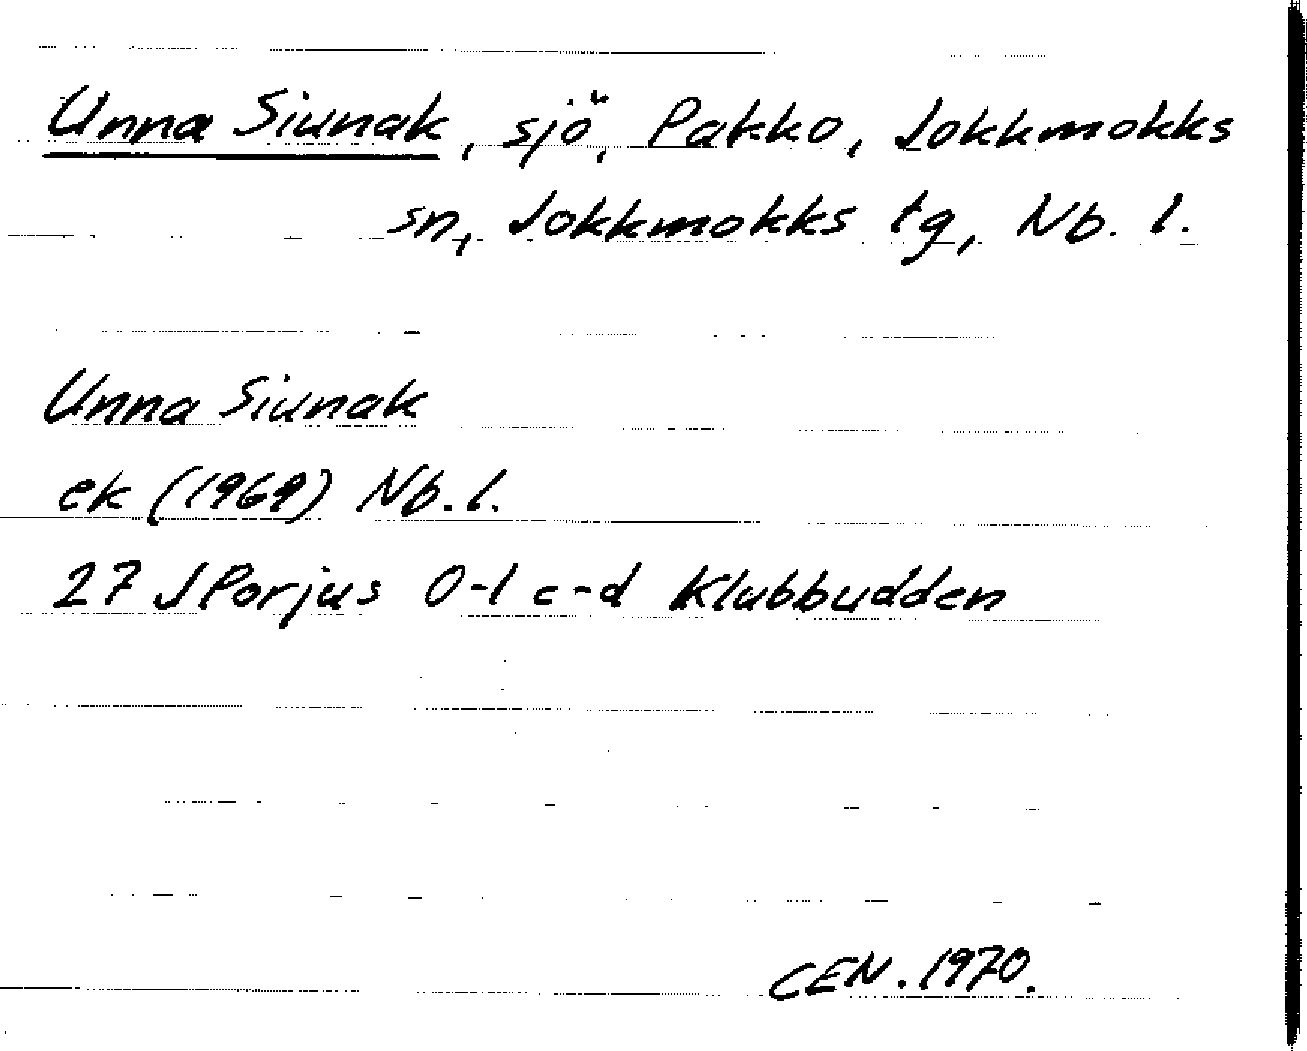 Unna Siunak, sjö, Pakko, Jokkmokks
sn, Jokkmokks tg, Nb. l.
Unna Siunak
ek (1969) Nb. l.
27 J Porjus 0-1 c-d Klubbudden
CEN. 1970.